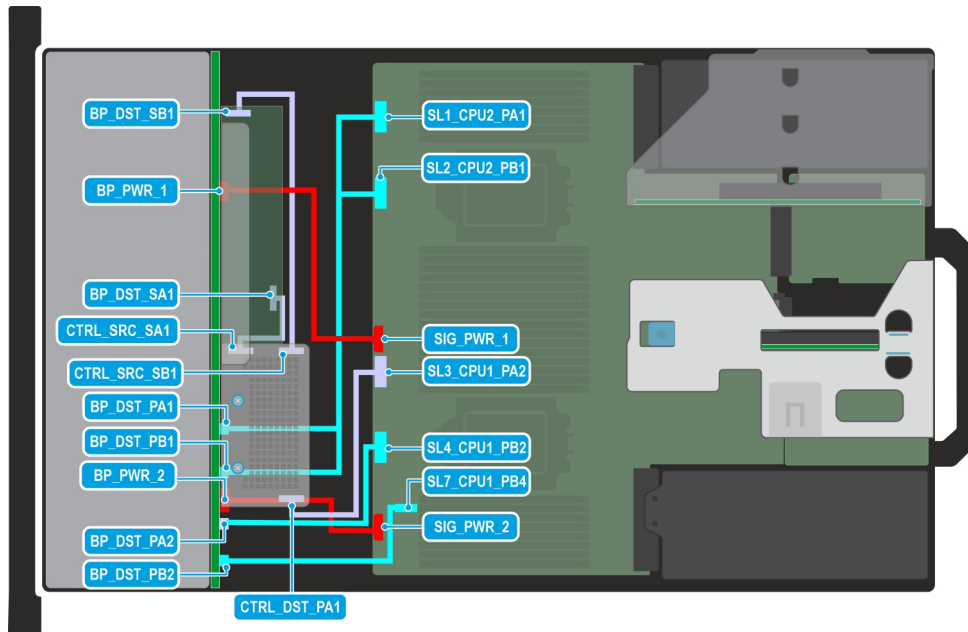 BP_DST_SB1
BP_PWR_1
BP_DST_SA1
CTRL_SRC_SA1
CTRL_SRC_SB1
BP_DST_PA1
BP_DST_PB1
BP_PWR_2
BP_DST_PA2
BP_DST_PB2
CTRL_DST_PA1
SL1_CPU2_PA1
SL2_CPU2_PB1
SIG_PWR_1
SL3_CPU1_PA2
SL4_CPU1_PB2
SL7_CPU1_PB4
SIG_PWR_2